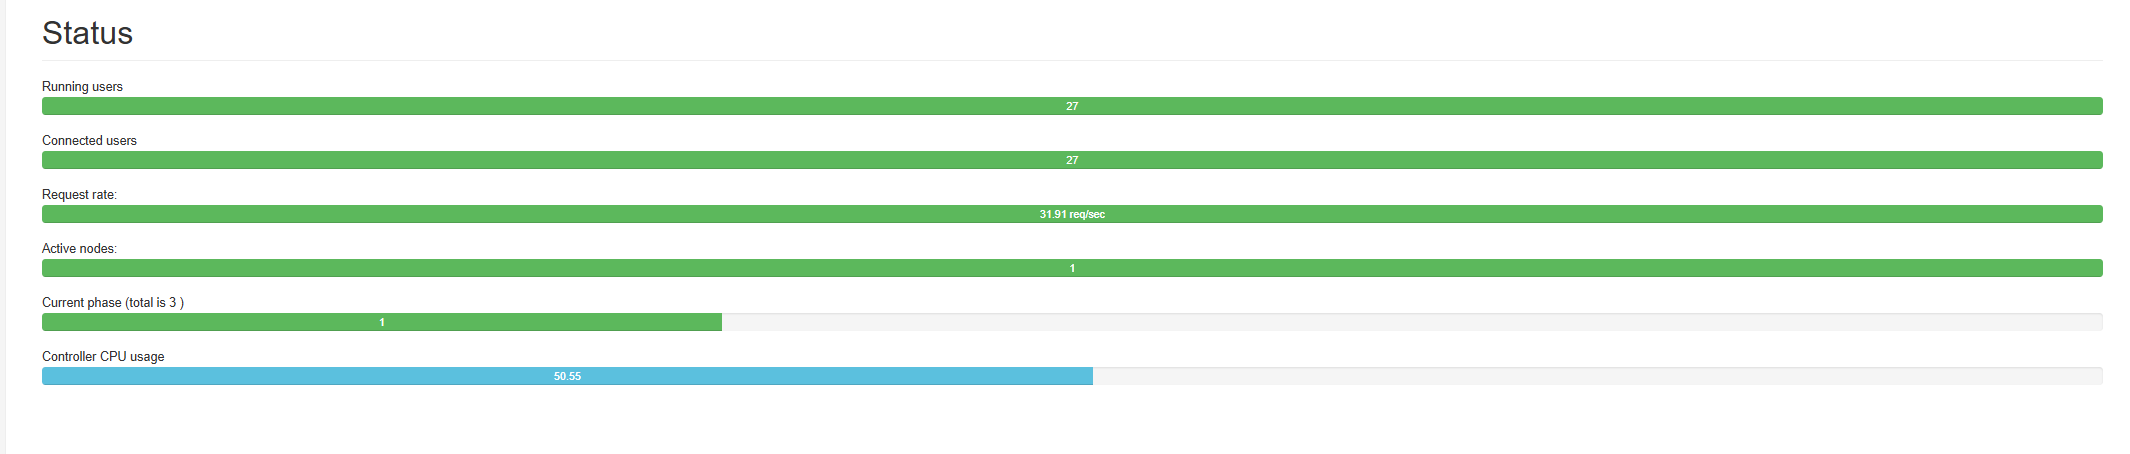 Status
Running users
27
Connected users
27
Request rate:
31.91 req/sec
Active nodes:
1
Current phase (total is 3 )
1
Controller CPU usage
50.55